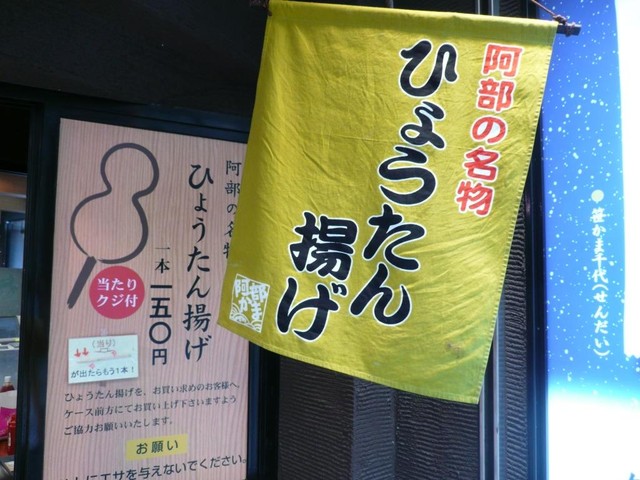 阿部の名物
ひょうたん
揚げ
阿部
かま
阿部の名物
ひょうたん揚げ
一本一五〇円
当たり
クジ付
当り
が出たらもう1本！
ひょうたん揚げを、お買い求めのお客様へ
ケース前方にてお買い上げ下さいますよう
ご協力お願いいたします。
お願い
にエサを与えないでください。
笹かま千代(せんだい)